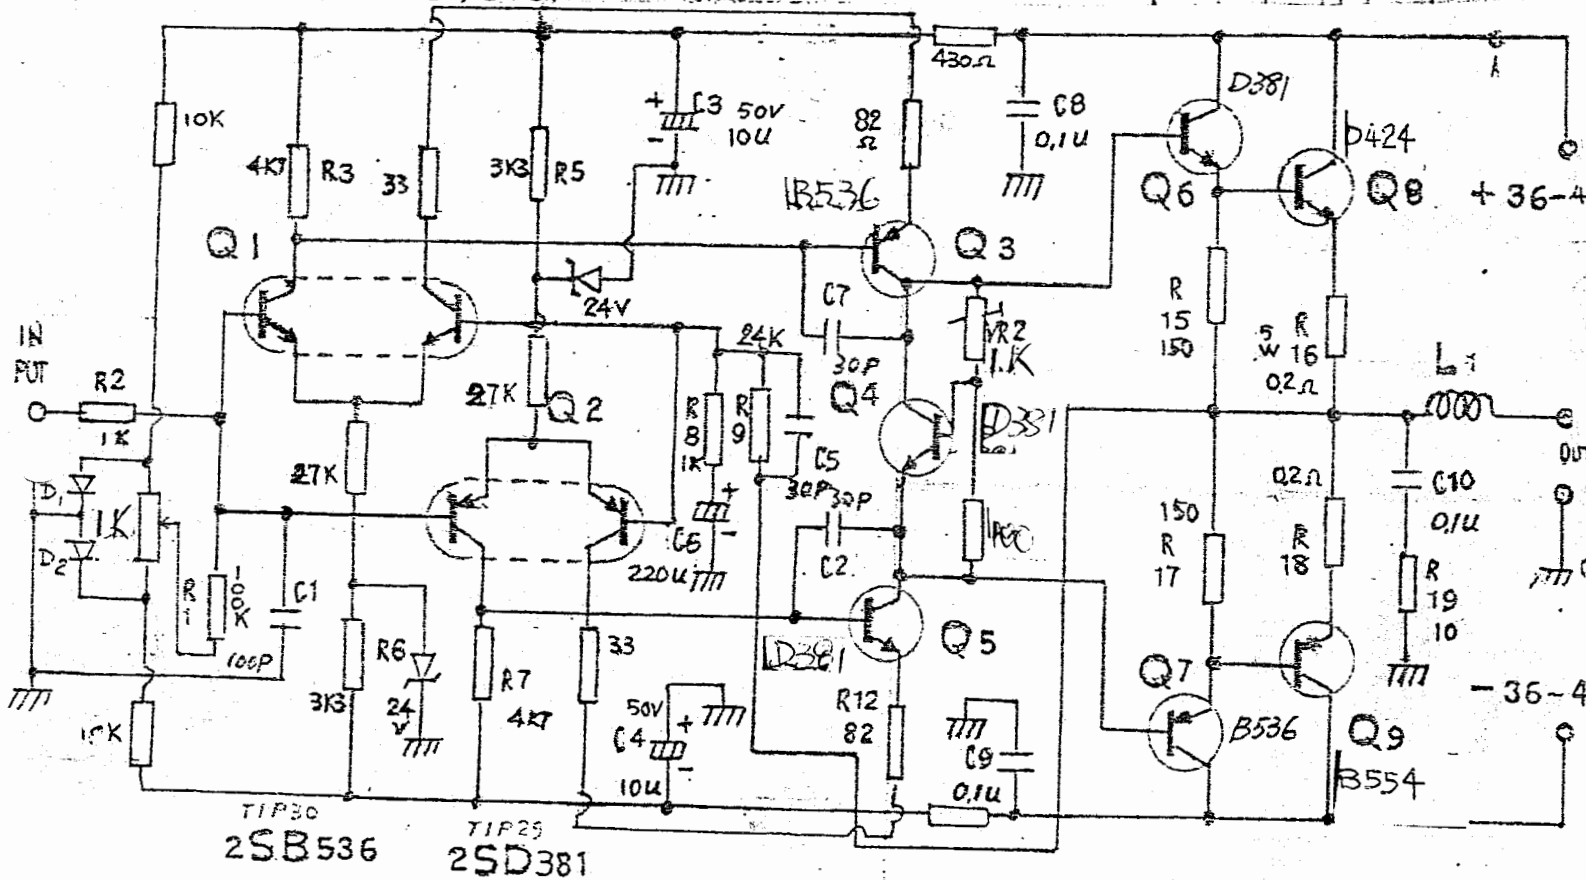 10K
4K7
R3
33
3K3
R5
+
C3
50V
10U
-
82
Ω
430Ω
C8
0,1U
A
D381
D424
Q6
Q8
+ 36-4
B536
Q1
Q3
24V
C7
30P
VR2
1K
R
15
150
5
W
R
16
0,2Ω
L1
IN
PUT
R2
1K
27K
27K
Q2
24K
R
8
1K
R
9
C5
30P
30P
Q4
D381
OUT
D1
D2
1K
R
1
100K
C1
100P
+
-
C6
220U
C2
150
R
17
0,2Ω
R
18
C10
0,1U
R
19
10
10K
R6
3K3
24
V
R7
4K7
33
50V
C4
10U
+
-
D381
Q5
R12
82
C9
0,1U
Q7
B536
Q9
B554
- 36-4
TIP30
2SB536
TIP29
2SD381